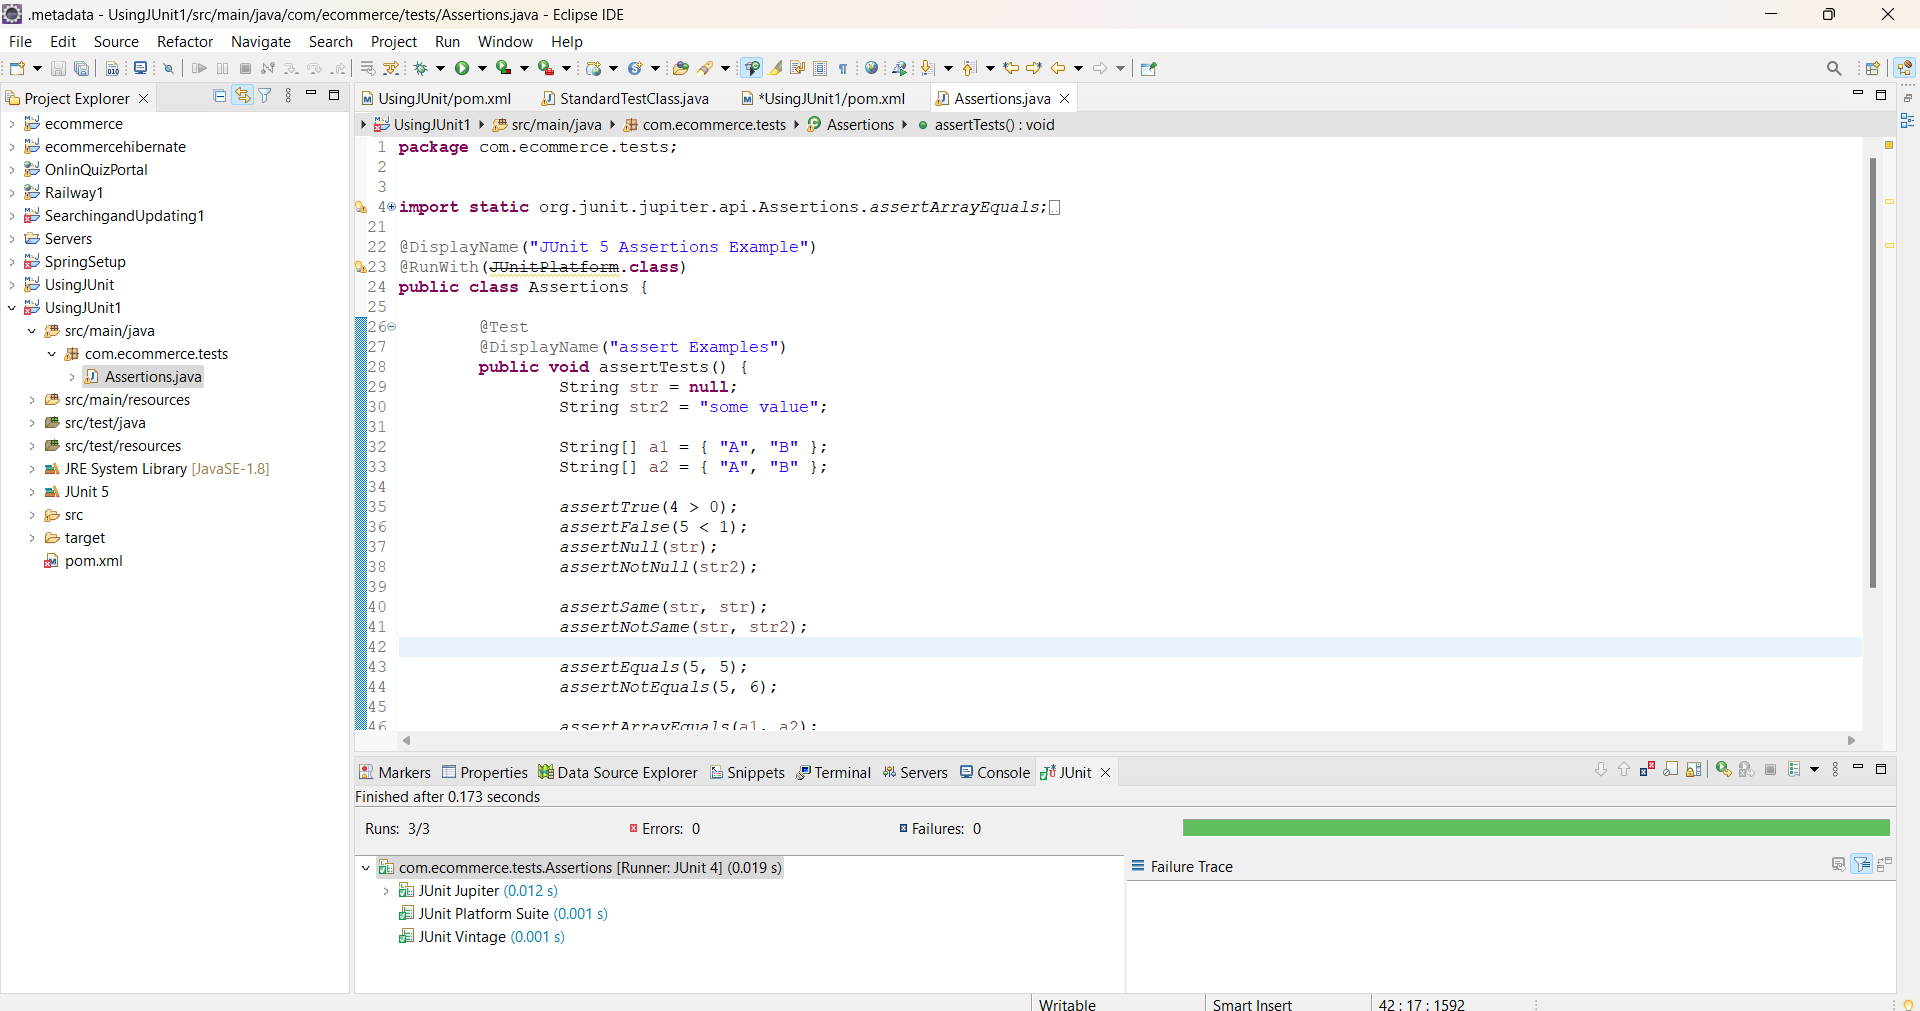 .metadata - UsingJUnit1/src/main/java/com/ecommerce/tests/Assertions.java - Eclipse IDE
File Edit Source Refactor Navigate Search Project Run Window Help
Project Explorer
ecommerce
ecommercehibernate
OnlinQuizPortal
Railway1
SearchingandUpdating1
Servers
SpringSetup
UsingJUnit
UsingJUnit1
src/main/java
com.ecommerce.tests
Assertions.java
src/main/resources
src/test/java
src/test/resources
JRE System Library [JavaSE-1.8]
JUnit 5
src
target
pom.xml
UsingJUnit/pom.xml StandardTestClass.java *UsingJUnit1/pom.xml Assertions.java
UsingJUnit1 src/main/java com.ecommerce.tests Assertions assertTests() : void
1 package com.ecommerce.tests;
2
3
4 import static org.junit.jupiter.api.Assertions.assertArrayEquals;
21
22 @DisplayName("JUnit 5 Assertions Example")
23 @RunWith(JUnitPlatform.class)
24 public class Assertions {
25
26 @Test
27 @DisplayName("assert Examples")
28 public void assertTests() {
29 String str = null;
30 String str2 = "some value";
31
32 String[] a1 = { "A", "B" };
33 String[] a2 = { "A", "B" };
34
35 assertTrue(4 > 0);
36 assertFalse(5 < 1);
37 assertNull(str);
38 assertNotNull(str2);
39
40 assertSame(str, str);
41 assertNotSame(str, str2);
42
43 assertEquals(5, 5);
44 assertNotEquals(5, 6);
45
46 assertArrayEquals(a1, a2);
Markers Properties Data Source Explorer Snippets Terminal Servers Console JUnit
Finished after 0.173 seconds
Runs: 3/3 Errors: 0 Failures: 0
com.ecommerce.tests.Assertions [Runner: JUnit 4] (0.019 s)
JUnit Jupiter (0.012 s)
JUnit Platform Suite (0.001 s)
JUnit Vintage (0.001 s)
Failure Trace
Writable Smart Insert 42 : 17 : 1592